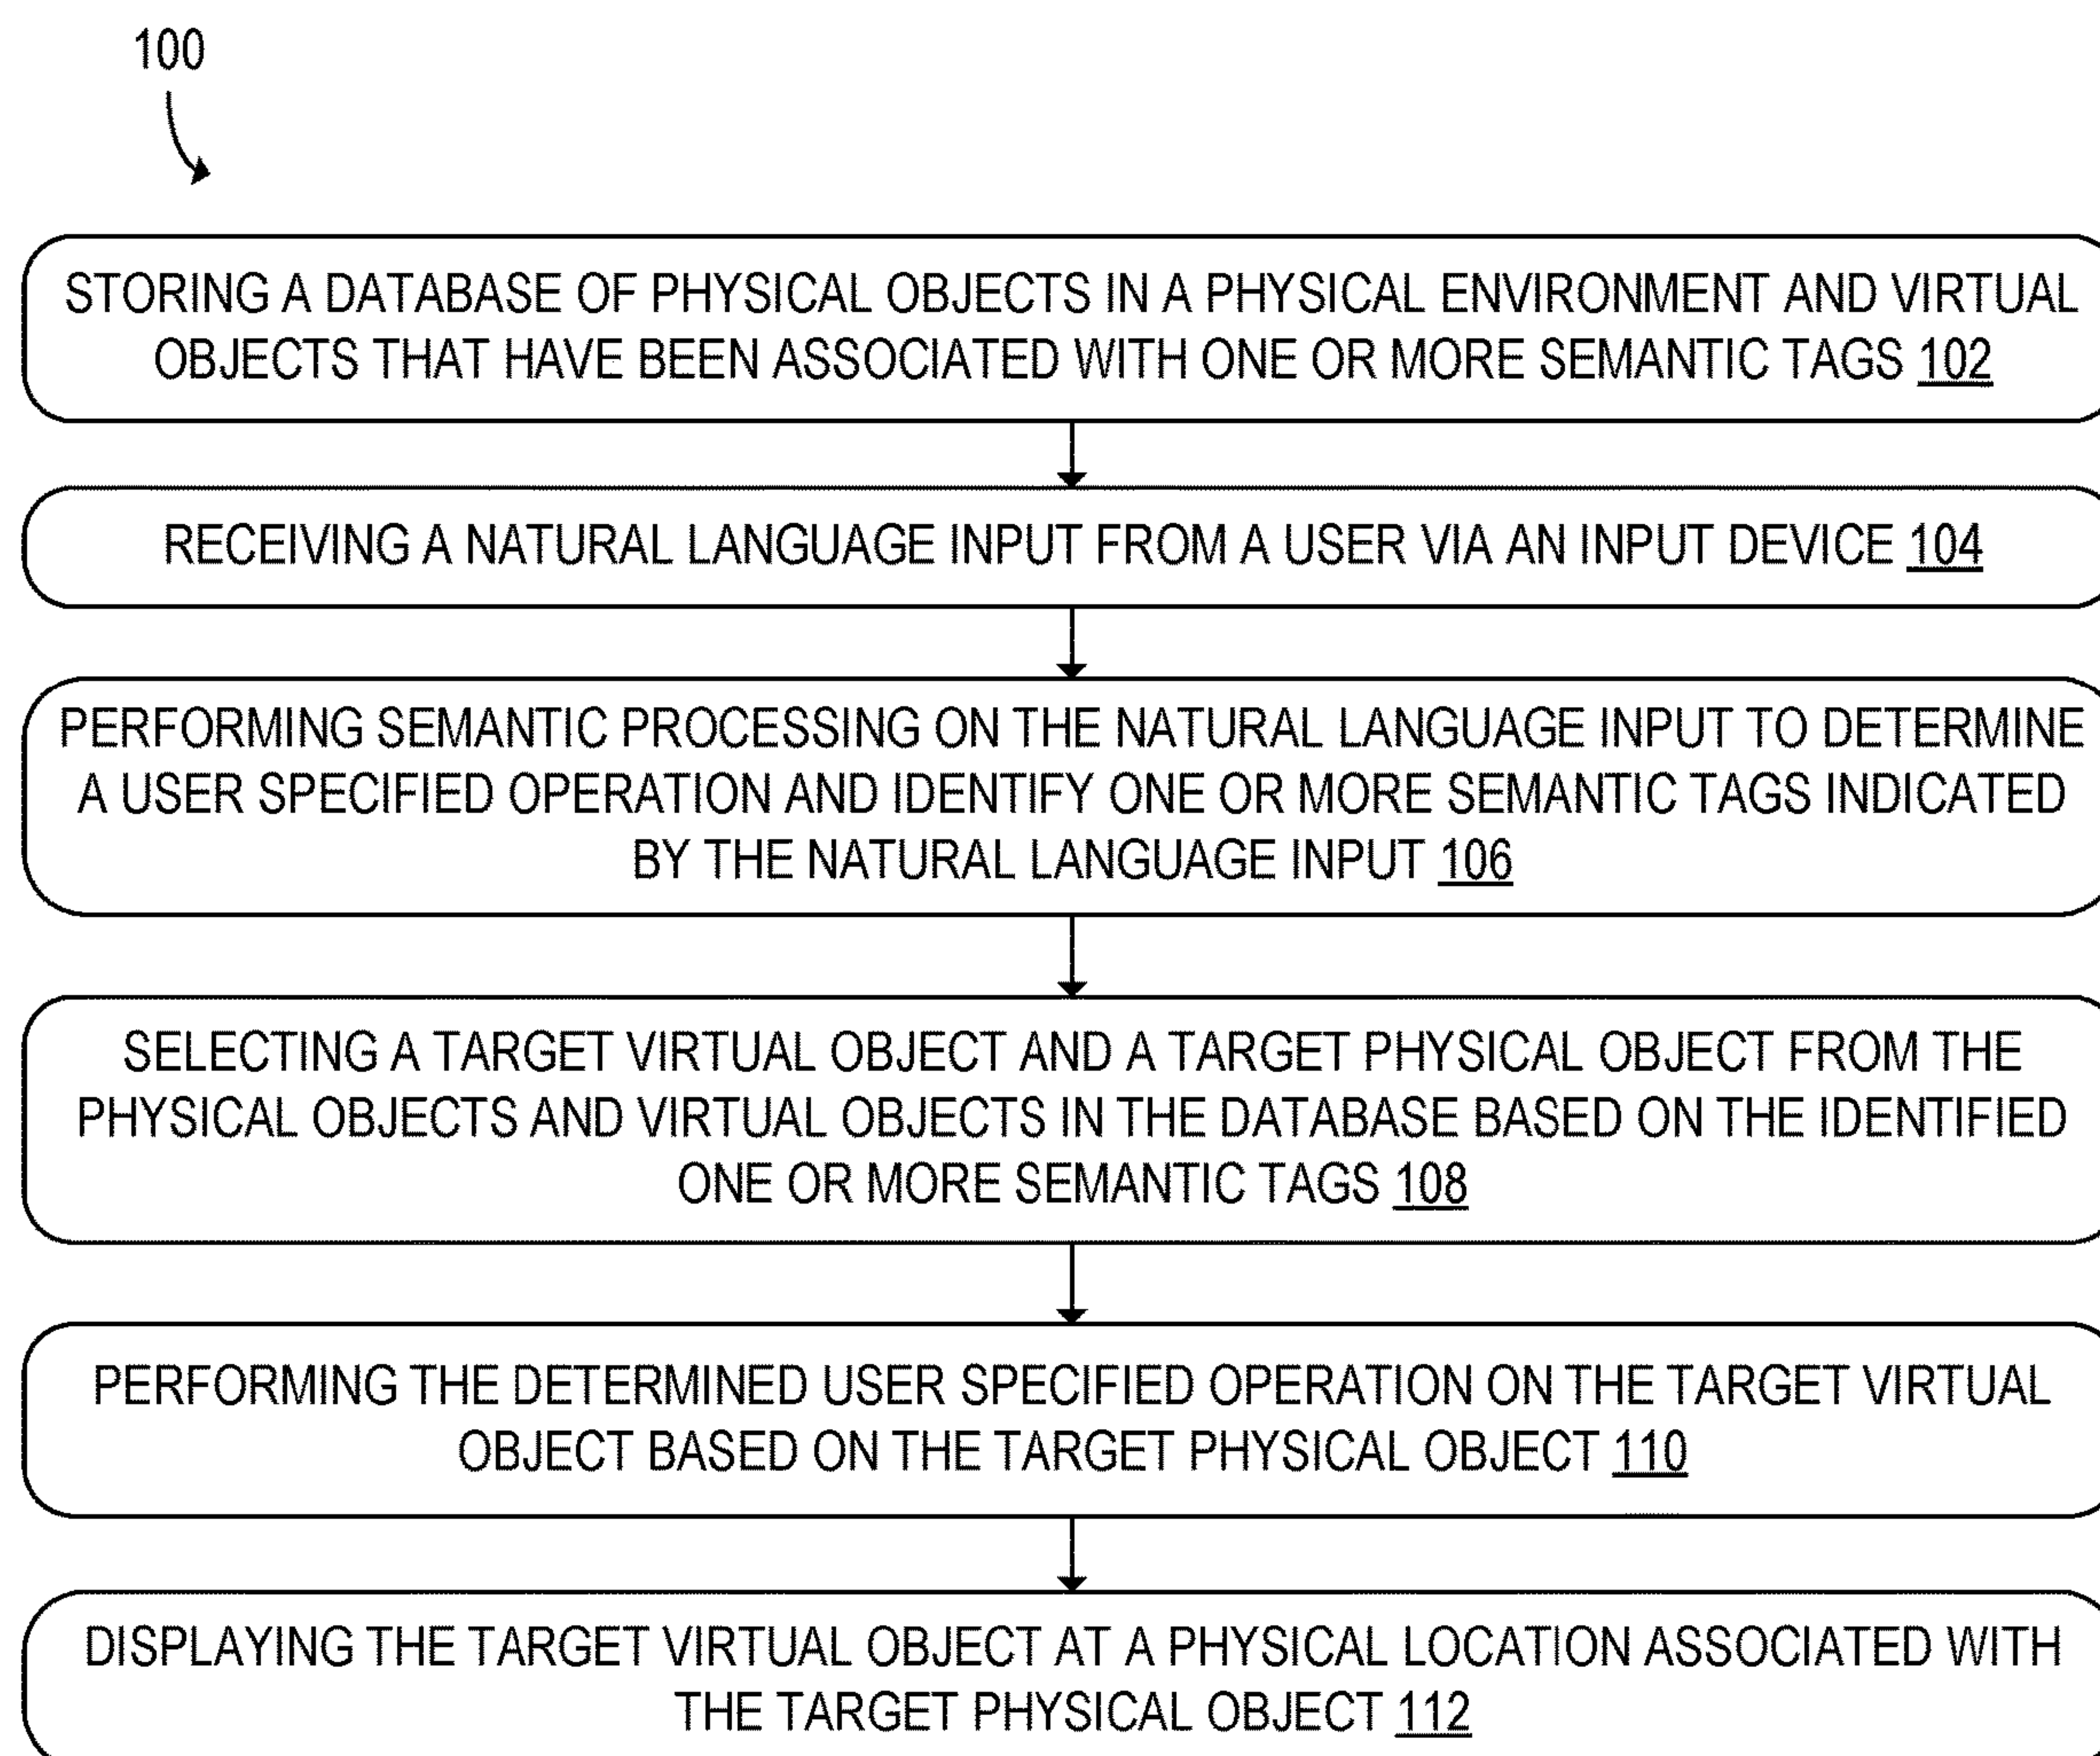 100
STORING A DATABASE OF PHYSICAL OBJECTS IN A PHYSICAL ENVIRONMENT AND VIRTUAL
OBJECTS THAT HAVE BEEN ASSOCIATED WITH ONE OR MORE SEMANTIC TAGS 102
RECEIVING A NATURAL LANGUAGE INPUT FROM A USER VIA AN INPUT DEVICE 104
PERFORMING SEMANTIC PROCESSING ON THE NATURAL LANGUAGE INPUT TO DETERMINE
A USER SPECIFIED OPERATION AND IDENTIFY ONE OR MORE SEMANTIC TAGS INDICATED
BY THE NATURAL LANGUAGE INPUT 106
SELECTING A TARGET VIRTUAL OBJECT AND A TARGET PHYSICAL OBJECT FROM THE
PHYSICAL OBJECTS AND VIRTUAL OBJECTS IN THE DATABASE BASED ON THE IDENTIFIED
ONE OR MORE SEMANTIC TAGS 108
PERFORMING THE DETERMINED USER SPECIFIED OPERATION ON THE TARGET VIRTUAL
OBJECT BASED ON THE TARGET PHYSICAL OBJECT 110
DISPLAYING THE TARGET VIRTUAL OBJECT AT A PHYSICAL LOCATION ASSOCIATED WITH
THE TARGET PHYSICAL OBJECT 112